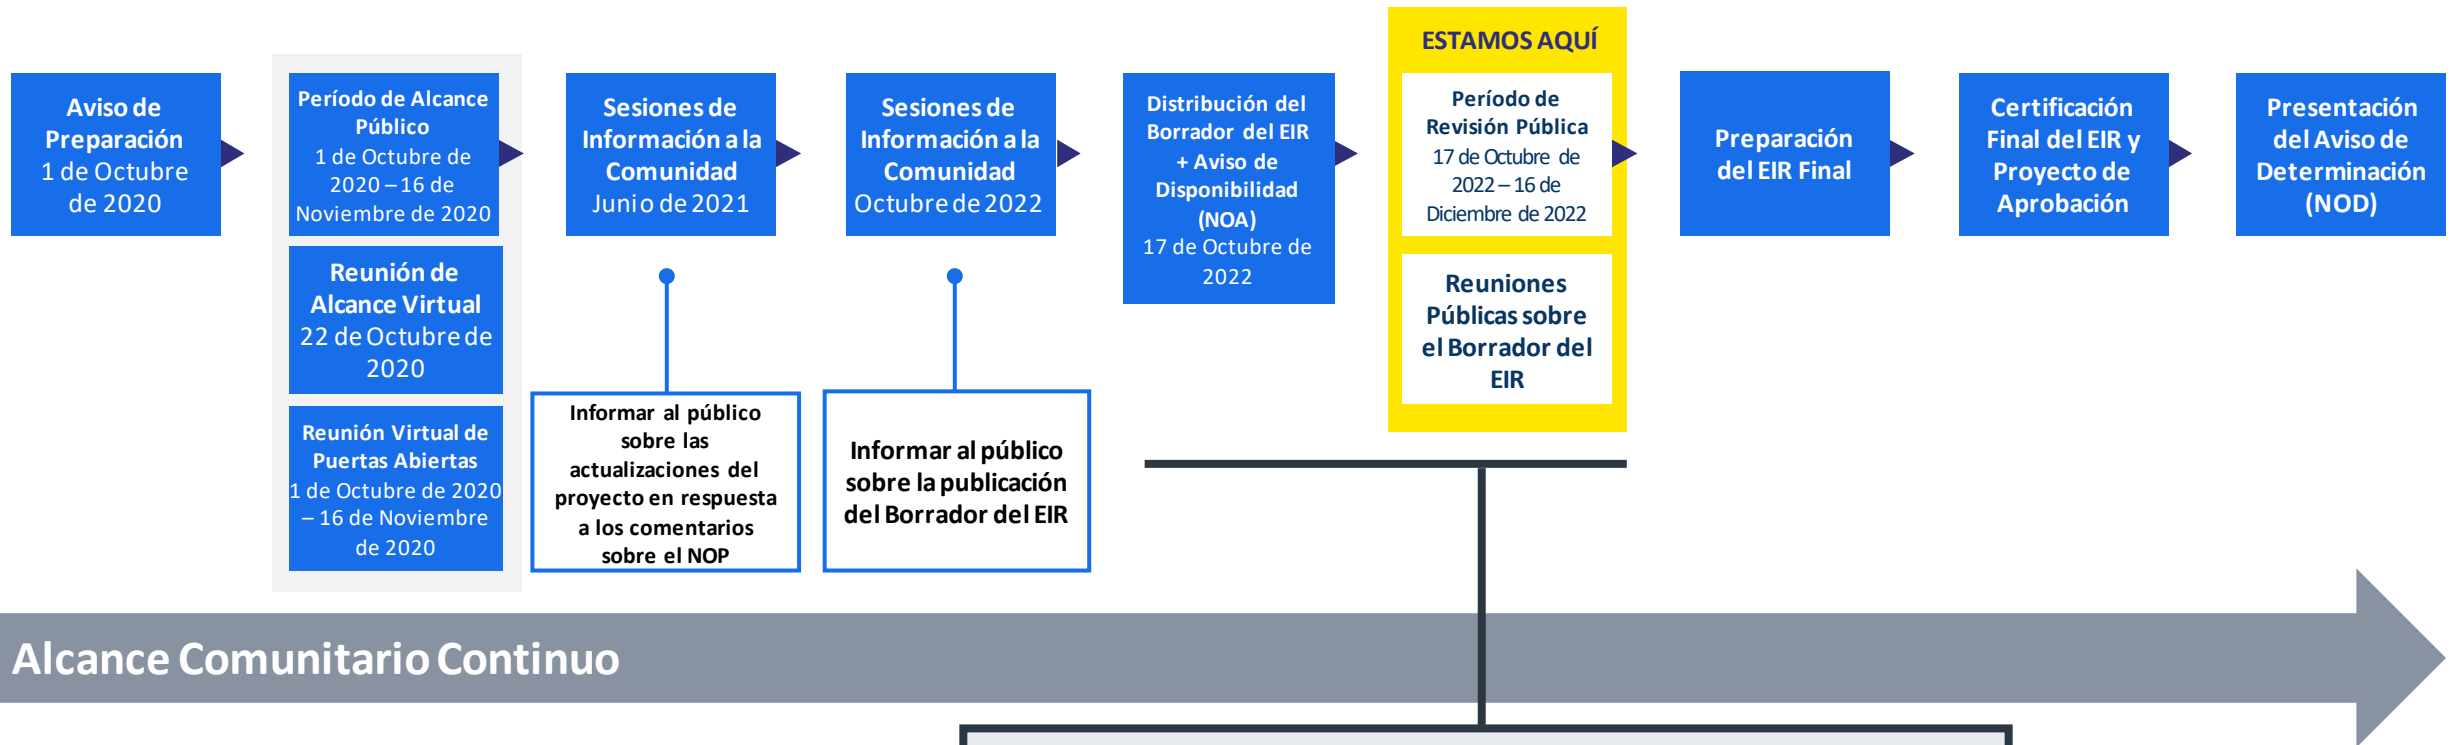 Aviso de
Preparación
1 de Octubre
de 2020
Período de Alcance
Público
1 de Octubre de
2020 – 16 de
Noviembre de 2020
Reunión de
Alcance Virtual
22 de Octubre de
2020
Reunión Virtual de
Puertas Abiertas
1 de Octubre de 2020
– 16 de Noviembre
de 2020
Sesiones de
Información a la
Comunidad
Junio de 2021
Informar al público
sobre las
actualizaciones del
proyecto en respuesta
a los comentarios
sobre el NOP
Sesiones de
Información a la
Comunidad
Octubre de 2022
Informar al público
sobre la publicación
del Borrador del EIR
Distribución del
Borrador del EIR
+ Aviso de
Disponibilidad
(NOA)
17 de Octubre de
2022
ESTAMOS AQUÍ
Período de
Revisión Pública
17 de Octubre de
2022 – 16 de
Diciembre de 2022
Reuniones
Públicas sobre
el Borrador del
EIR
Preparación
del EIR Final
Certificación
Final del EIR y
Proyecto de
Aprobación
Presentación
del Aviso de
Determinación
(NOD)
Alcance Comunitario Continuo